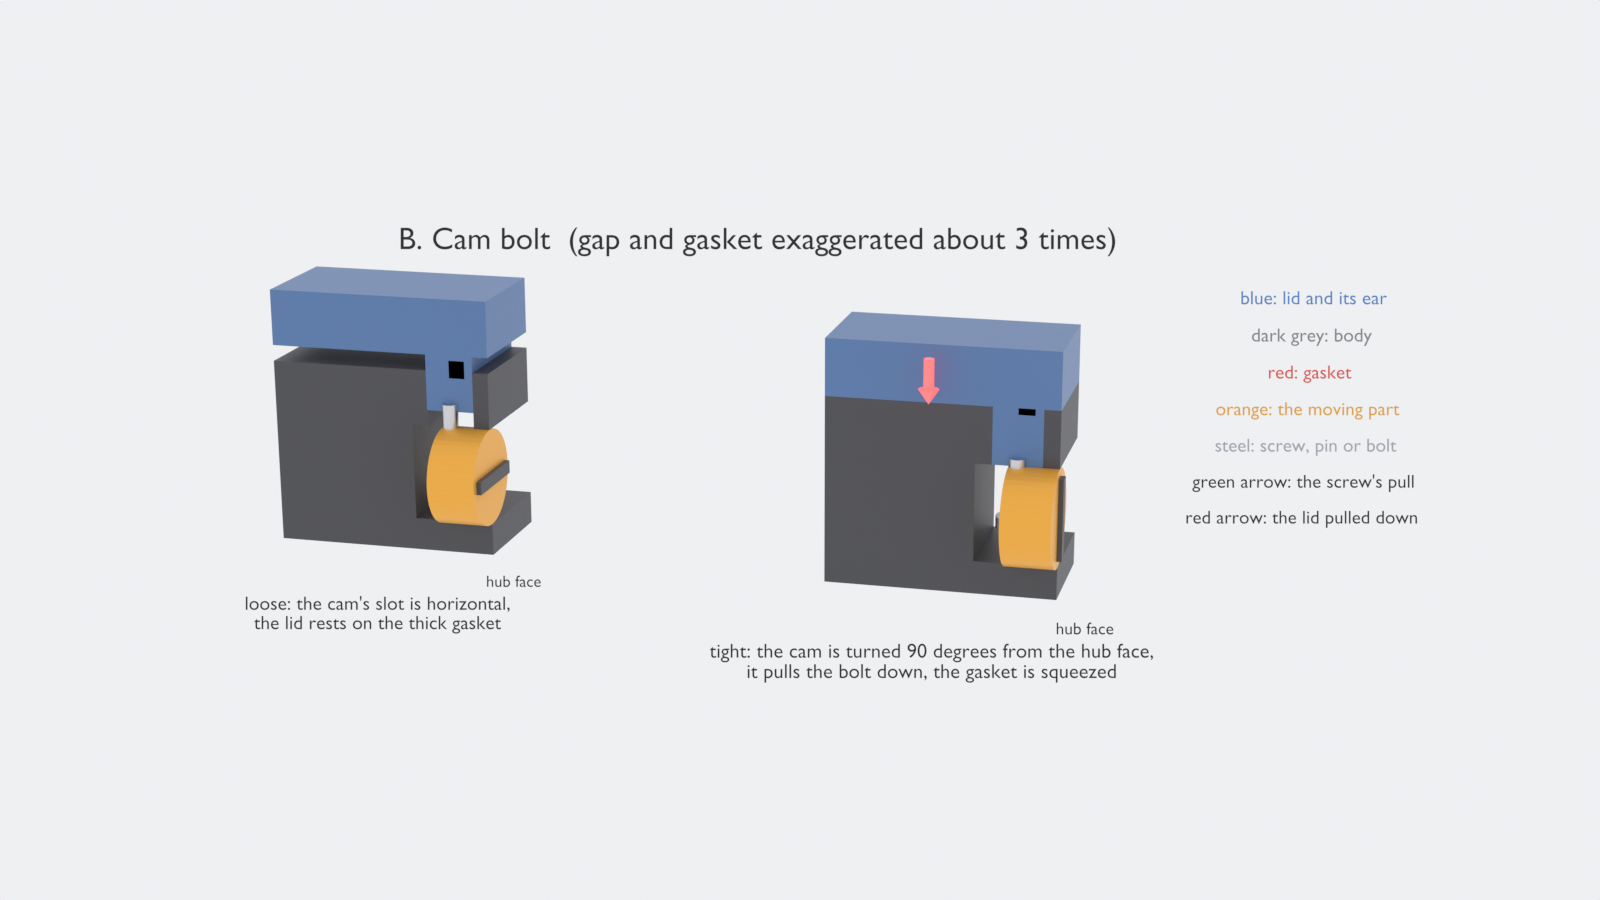 B. Cam bolt  (gap and gasket exaggerated about 3 times)
blue: lid and its ear
dark grey: body
red: gasket
orange: the moving part
steel: screw, pin or bolt
green arrow: the screw's pull
red arrow: the lid pulled down
hub face
loose: the cam's slot is horizontal,
the lid rests on the thick gasket
hub face
tight: the cam is turned 90 degrees from the hub face,
it pulls the bolt down, the gasket is squeezed